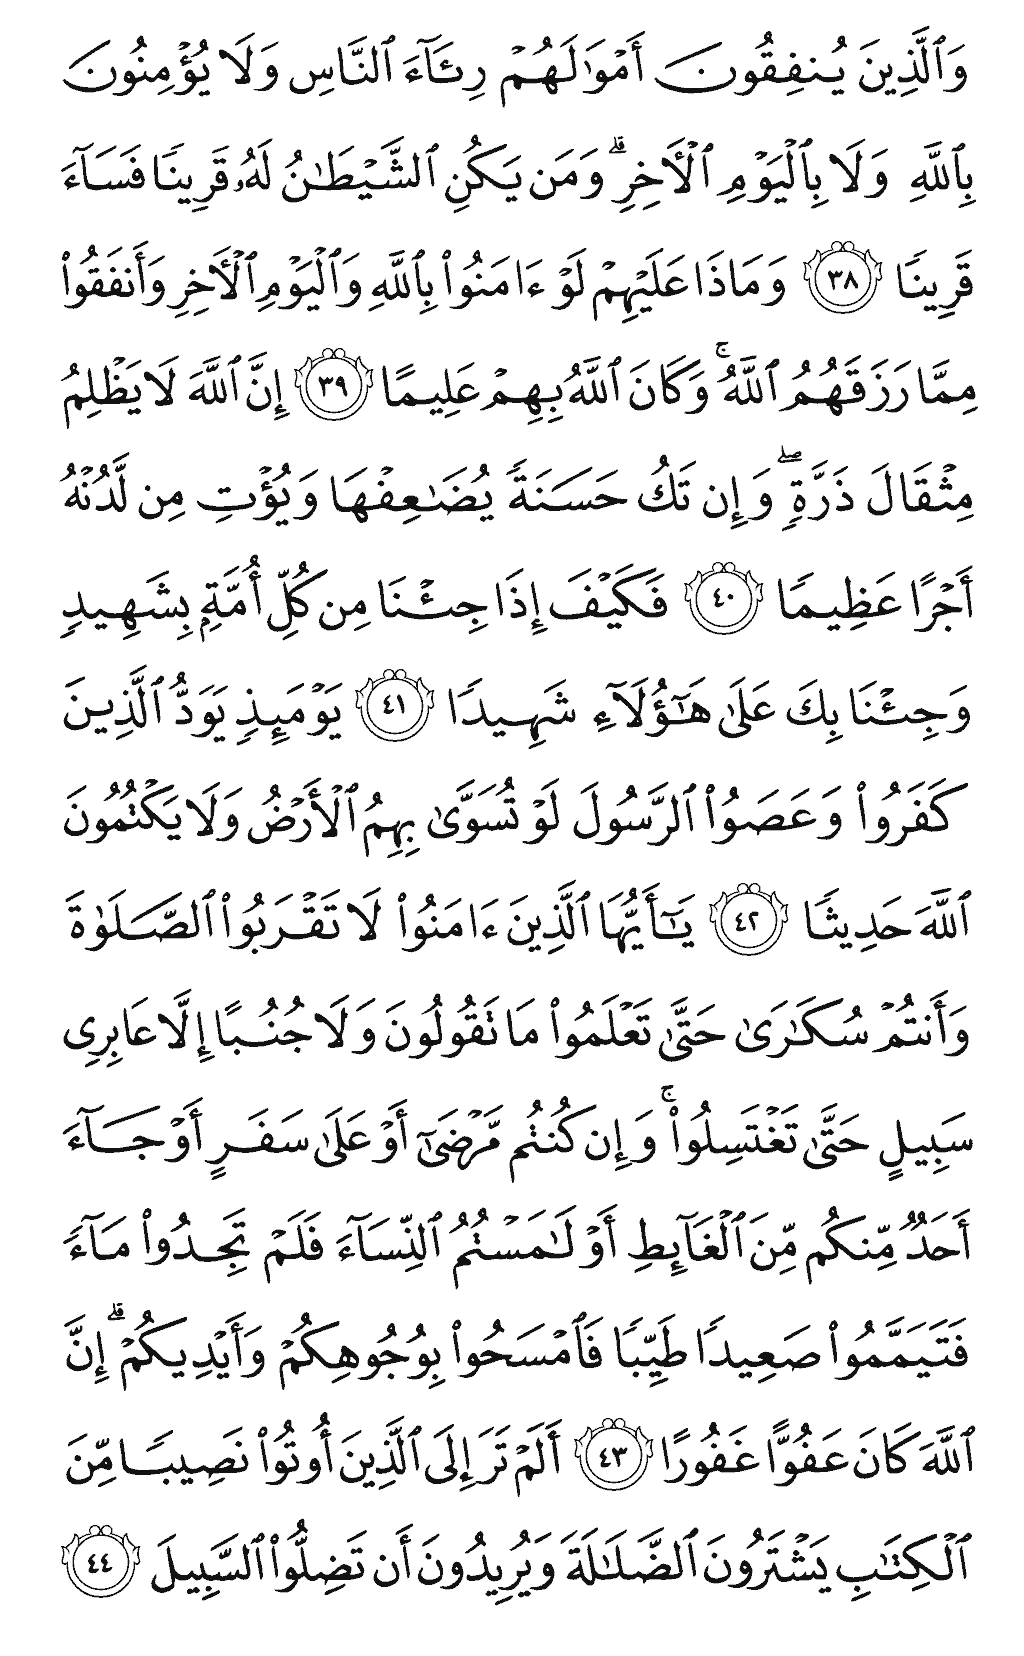 وَٱلَّذِينَ يُنفِقُونَ أَمْوَٰلَهُمْ رِئَآءَ ٱلنَّاسِ وَلَا يُؤْمِنُونَ
بِٱللَّهِ وَلَا بِٱلْيَوْمِ ٱلْأَخِرِ ۗ وَمَن يَكُنِ ٱلشَّيْطَٰنُ لَهُۥ قَرِينًا فَسَآءَ
قَرِينًا ٣٨ وَمَاذَا عَلَيْهِمْ لَوْ ءَامَنُوا۟ بِٱللَّهِ وَٱلْيَوْمِ ٱلْأَخِرِ وَأَنفَقُوا۟
مِمَّا رَزَقَهُمُ ٱللَّهُ ۚ وَكَانَ ٱللَّهُ بِهِمْ عَلِيمًا ٣٩ إِنَّ ٱللَّهَ لَا يَظْلِمُ
مِثْقَالَ ذَرَّةٍ ۖ وَإِن تَكُ حَسَنَةً يُضَٰعِفْهَا وَيُؤْتِ مِن لَّدُنْهُ
أَجْرًا عَظِيمًا ٤٠ فَكَيْفَ إِذَا جِئْنَا مِن كُلِّ أُمَّةٍۭ بِشَهِيدٍ
وَجِئْنَا بِكَ عَلَىٰ هَٰٓؤُلَآءِ شَهِيدًا ٤١ يَوْمَئِذٍ يَوَدُّ ٱلَّذِينَ
كَفَرُوا۟ وَعَصَوُا۟ ٱلرَّسُولَ لَوْ تُسَوَّىٰ بِهِمُ ٱلْأَرْضُ وَلَا يَكْتُمُونَ
ٱللَّهَ حَدِيثًا ٤٢ يَٰٓأَيُّهَا ٱلَّذِينَ ءَامَنُوا۟ لَا تَقْرَبُوا۟ ٱلصَّلَوٰةَ
وَأَنتُمْ سُكَٰرَىٰ حَتَّىٰ تَعْلَمُوا۟ مَا تَقُولُونَ وَلَا جُنُبًا إِلَّا عَابِرِى
سَبِيلٍ حَتَّىٰ تَغْتَسِلُوا۟ ۚ وَإِن كُنتُم مَّرْضَىٰٓ أَوْ عَلَىٰ سَفَرٍ أَوْ جَآءَ
أَحَدٌ مِّنكُم مِّنَ ٱلْغَآئِطِ أَوْ لَٰمَسْتُمُ ٱلنِّسَآءَ فَلَمْ تَجِدُوا۟ مَآءً
فَتَيَمَّمُوا۟ صَعِيدًا طَيِّبًا فَٱمْسَحُوا۟ بِوُجُوهِكُمْ وَأَيْدِيكُمْ ۗ إِنَّ
ٱللَّهَ كَانَ عَفُوًّا غَفُورًا ٤٣ أَلَمْ تَرَ إِلَى ٱلَّذِينَ أُوتُوا۟ نَصِيبًا مِّنَ
ٱلْكِتَٰبِ يَشْتَرُونَ ٱلضَّلَٰلَةَ وَيُرِيدُونَ أَن تَضِلُّوا۟ ٱلسَّبِيلَ ٤٤